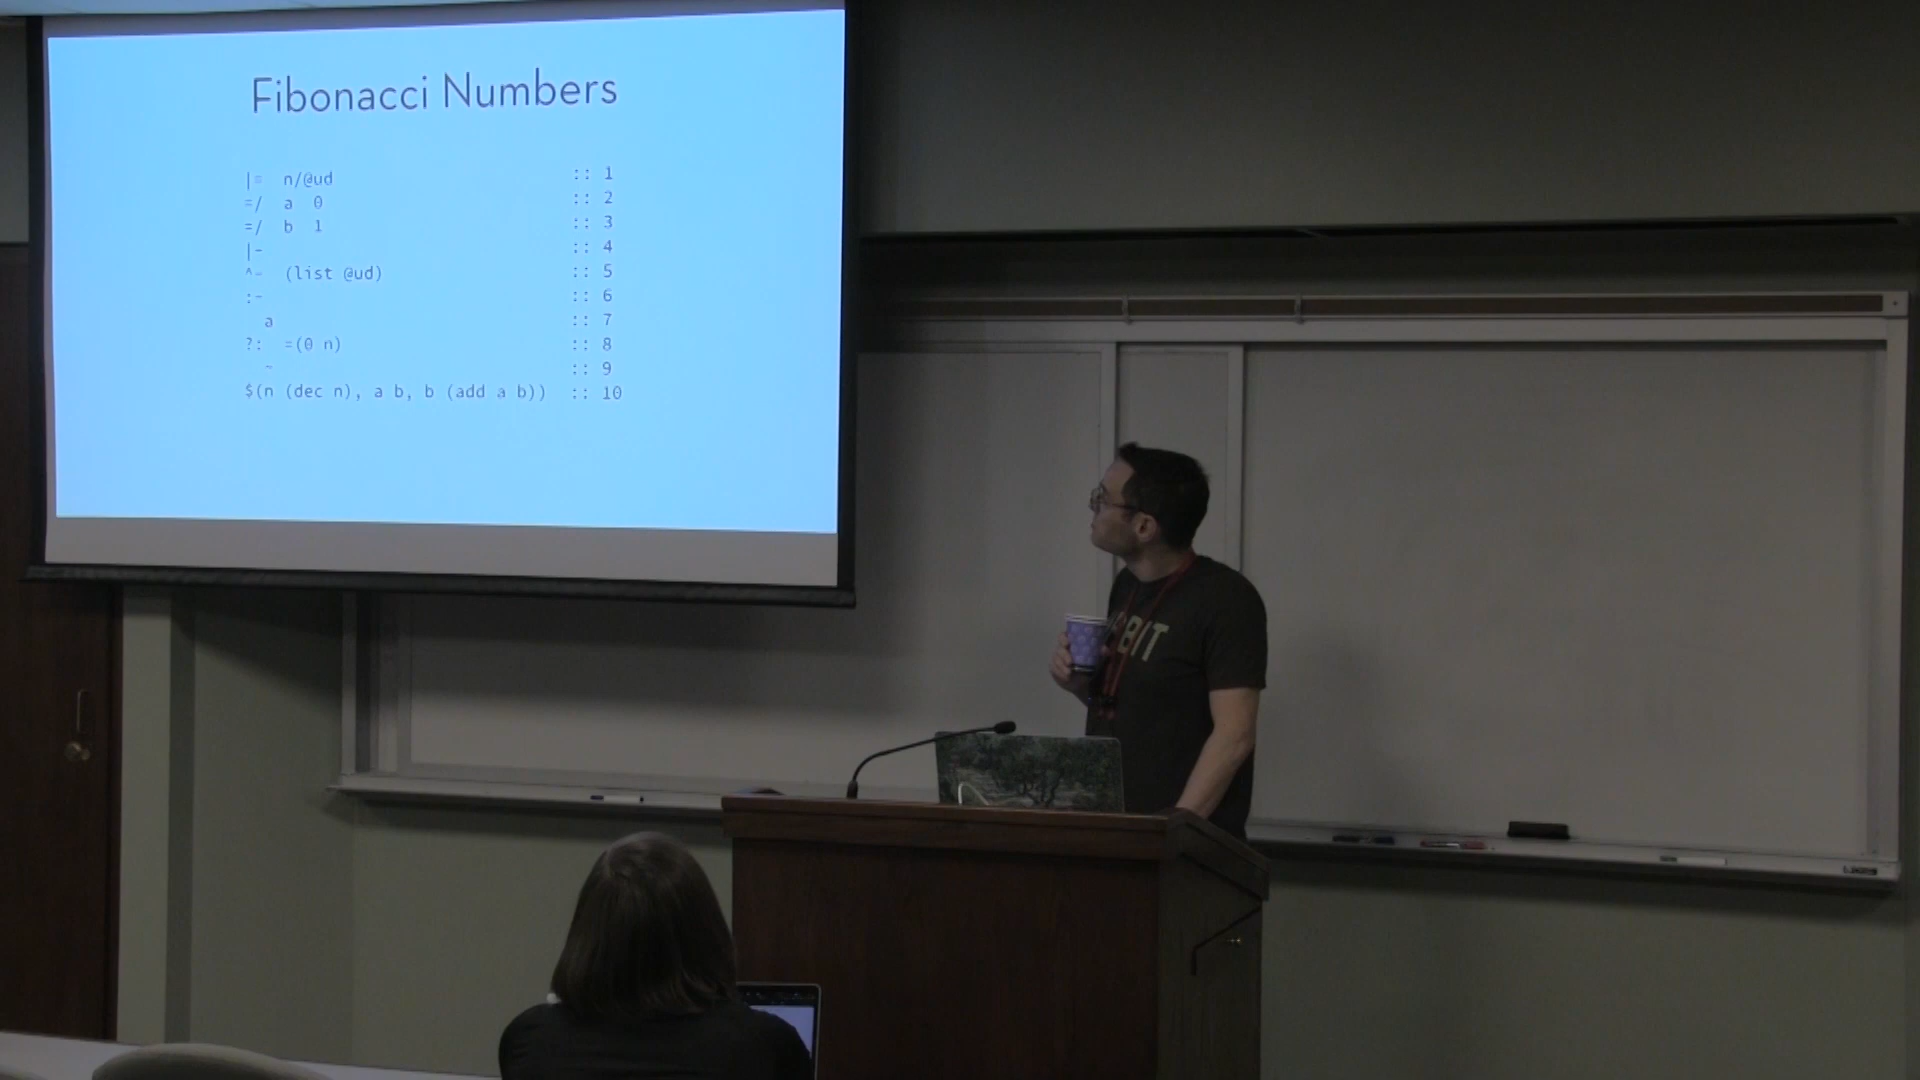 Fibonacci Numbers
|= n/@ud :: 1
=/ a 0 :: 2
=/ b 1 :: 3
|- :: 4
^- (list @ud) :: 5
:- :: 6
a :: 7
?: =(0 n) :: 8
~ :: 9
$(n (dec n), a b, b (add a b)) :: 10
BIT